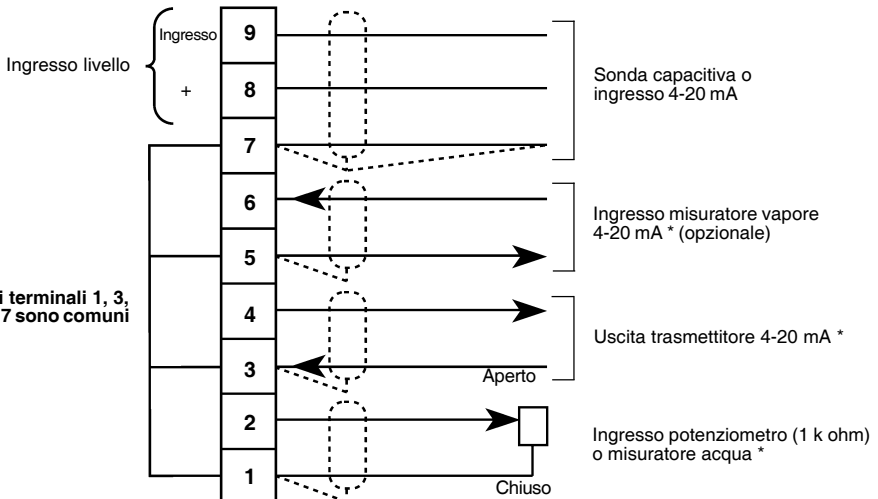 Ingresso
9
Ingresso livello
+
8
Sonda capacitiva o
ingresso 4-20 mA
7
6
Ingresso misuratore vapore
4-20 mA * (opzionale)
5
i terminali 1, 3,
7 sono comuni
4
Uscita trasmettitore 4-20 mA *
3
Aperto
2
Ingresso potenziometro (1 k ohm)
o misuratore acqua *
1
Chiuso